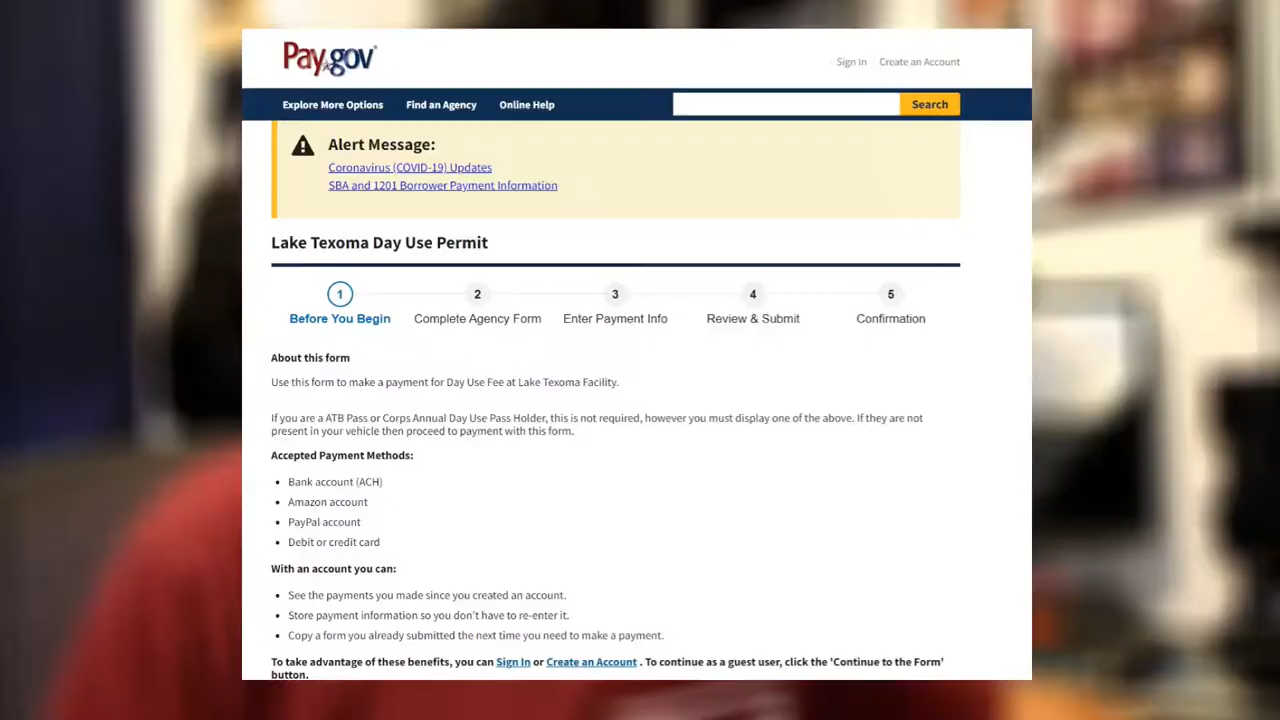 Pay.gov
Sign In Create an Account
Explore More Options Find an Agency Online Help Search
Alert Message:
Coronavirus (COVID-19) Updates
SBA and 1201 Borrower Payment Information
Lake Texoma Day Use Permit
1 2 3 4 5
Before You Begin Complete Agency Form Enter Payment Info Review & Submit Confirmation
About this form
Use this form to make a payment for Day Use Fee at Lake Texoma Facility.
If you are a ATB Pass or Corps Annual Day Use Pass Holder, this is not required, however you must display one of the above. If they are not
present in your vehicle then proceed to payment with this form.
Accepted Payment Methods:
• Bank account (ACH)
• Amazon account
• PayPal account
• Debit or credit card
With an account you can:
• See the payments you made since you created an account.
• Store payment information so you don't have to re-enter it.
• Copy a form you already submitted the next time you need to make a payment.
To take advantage of these benefits, you can Sign In or Create an Account . To continue as a guest user, click the 'Continue to the Form'
button.